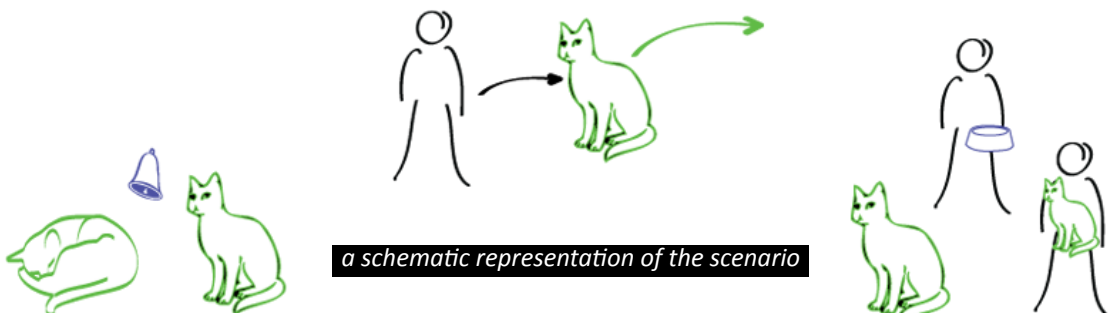 a schematic representation of the scenario